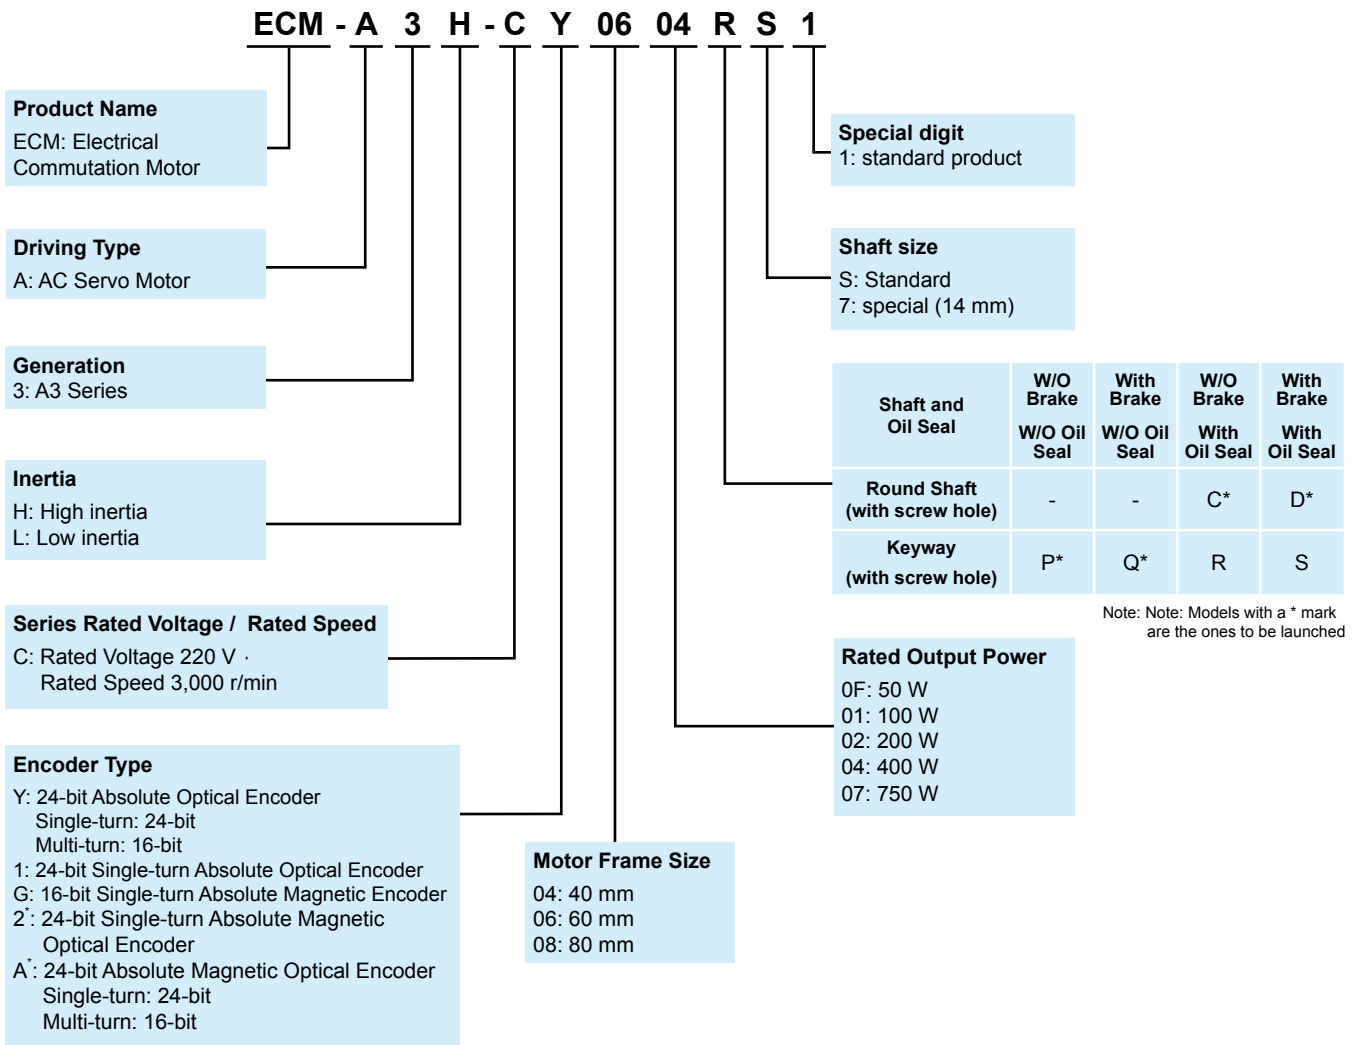 ECM - A 3 H - C Y 06 04 R S 1
Product Name
ECM: Electrical
Commutation Motor
Driving Type
A: AC Servo Motor
Generation
3: A3 Series
Inertia
H: High inertia
L: Low inertia
Series Rated Voltage / Rated Speed
C: Rated Voltage 220 V ·
Rated Speed 3,000 r/min
Encoder Type
Y: 24-bit Absolute Optical Encoder
Single-turn: 24-bit
Multi-turn: 16-bit
1: 24-bit Single-turn Absolute Optical Encoder
G: 16-bit Single-turn Absolute Magnetic Encoder
2*: 24-bit Single-turn Absolute Magnetic
Optical Encoder
A*: 24-bit Absolute Magnetic Optical Encoder
Single-turn: 24-bit
Multi-turn: 16-bit
Motor Frame Size
04: 40 mm
06: 60 mm
08: 80 mm
Special digit
1: standard product
Shaft size
S: Standard
7: special (14 mm)
Shaft and
Oil Seal
W/O
Brake
W/O Oil
Seal
With
Brake
W/O Oil
Seal
W/O
Brake
With
Oil Seal
With
Brake
With
Oil Seal
Round Shaft
(with screw hole)
- - C* D*
Keyway
(with screw hole)
P* Q* R S
Note: Note: Models with a * mark
are the ones to be launched
Rated Output Power
0F: 50 W
01: 100 W
02: 200 W
04: 400 W
07: 750 W